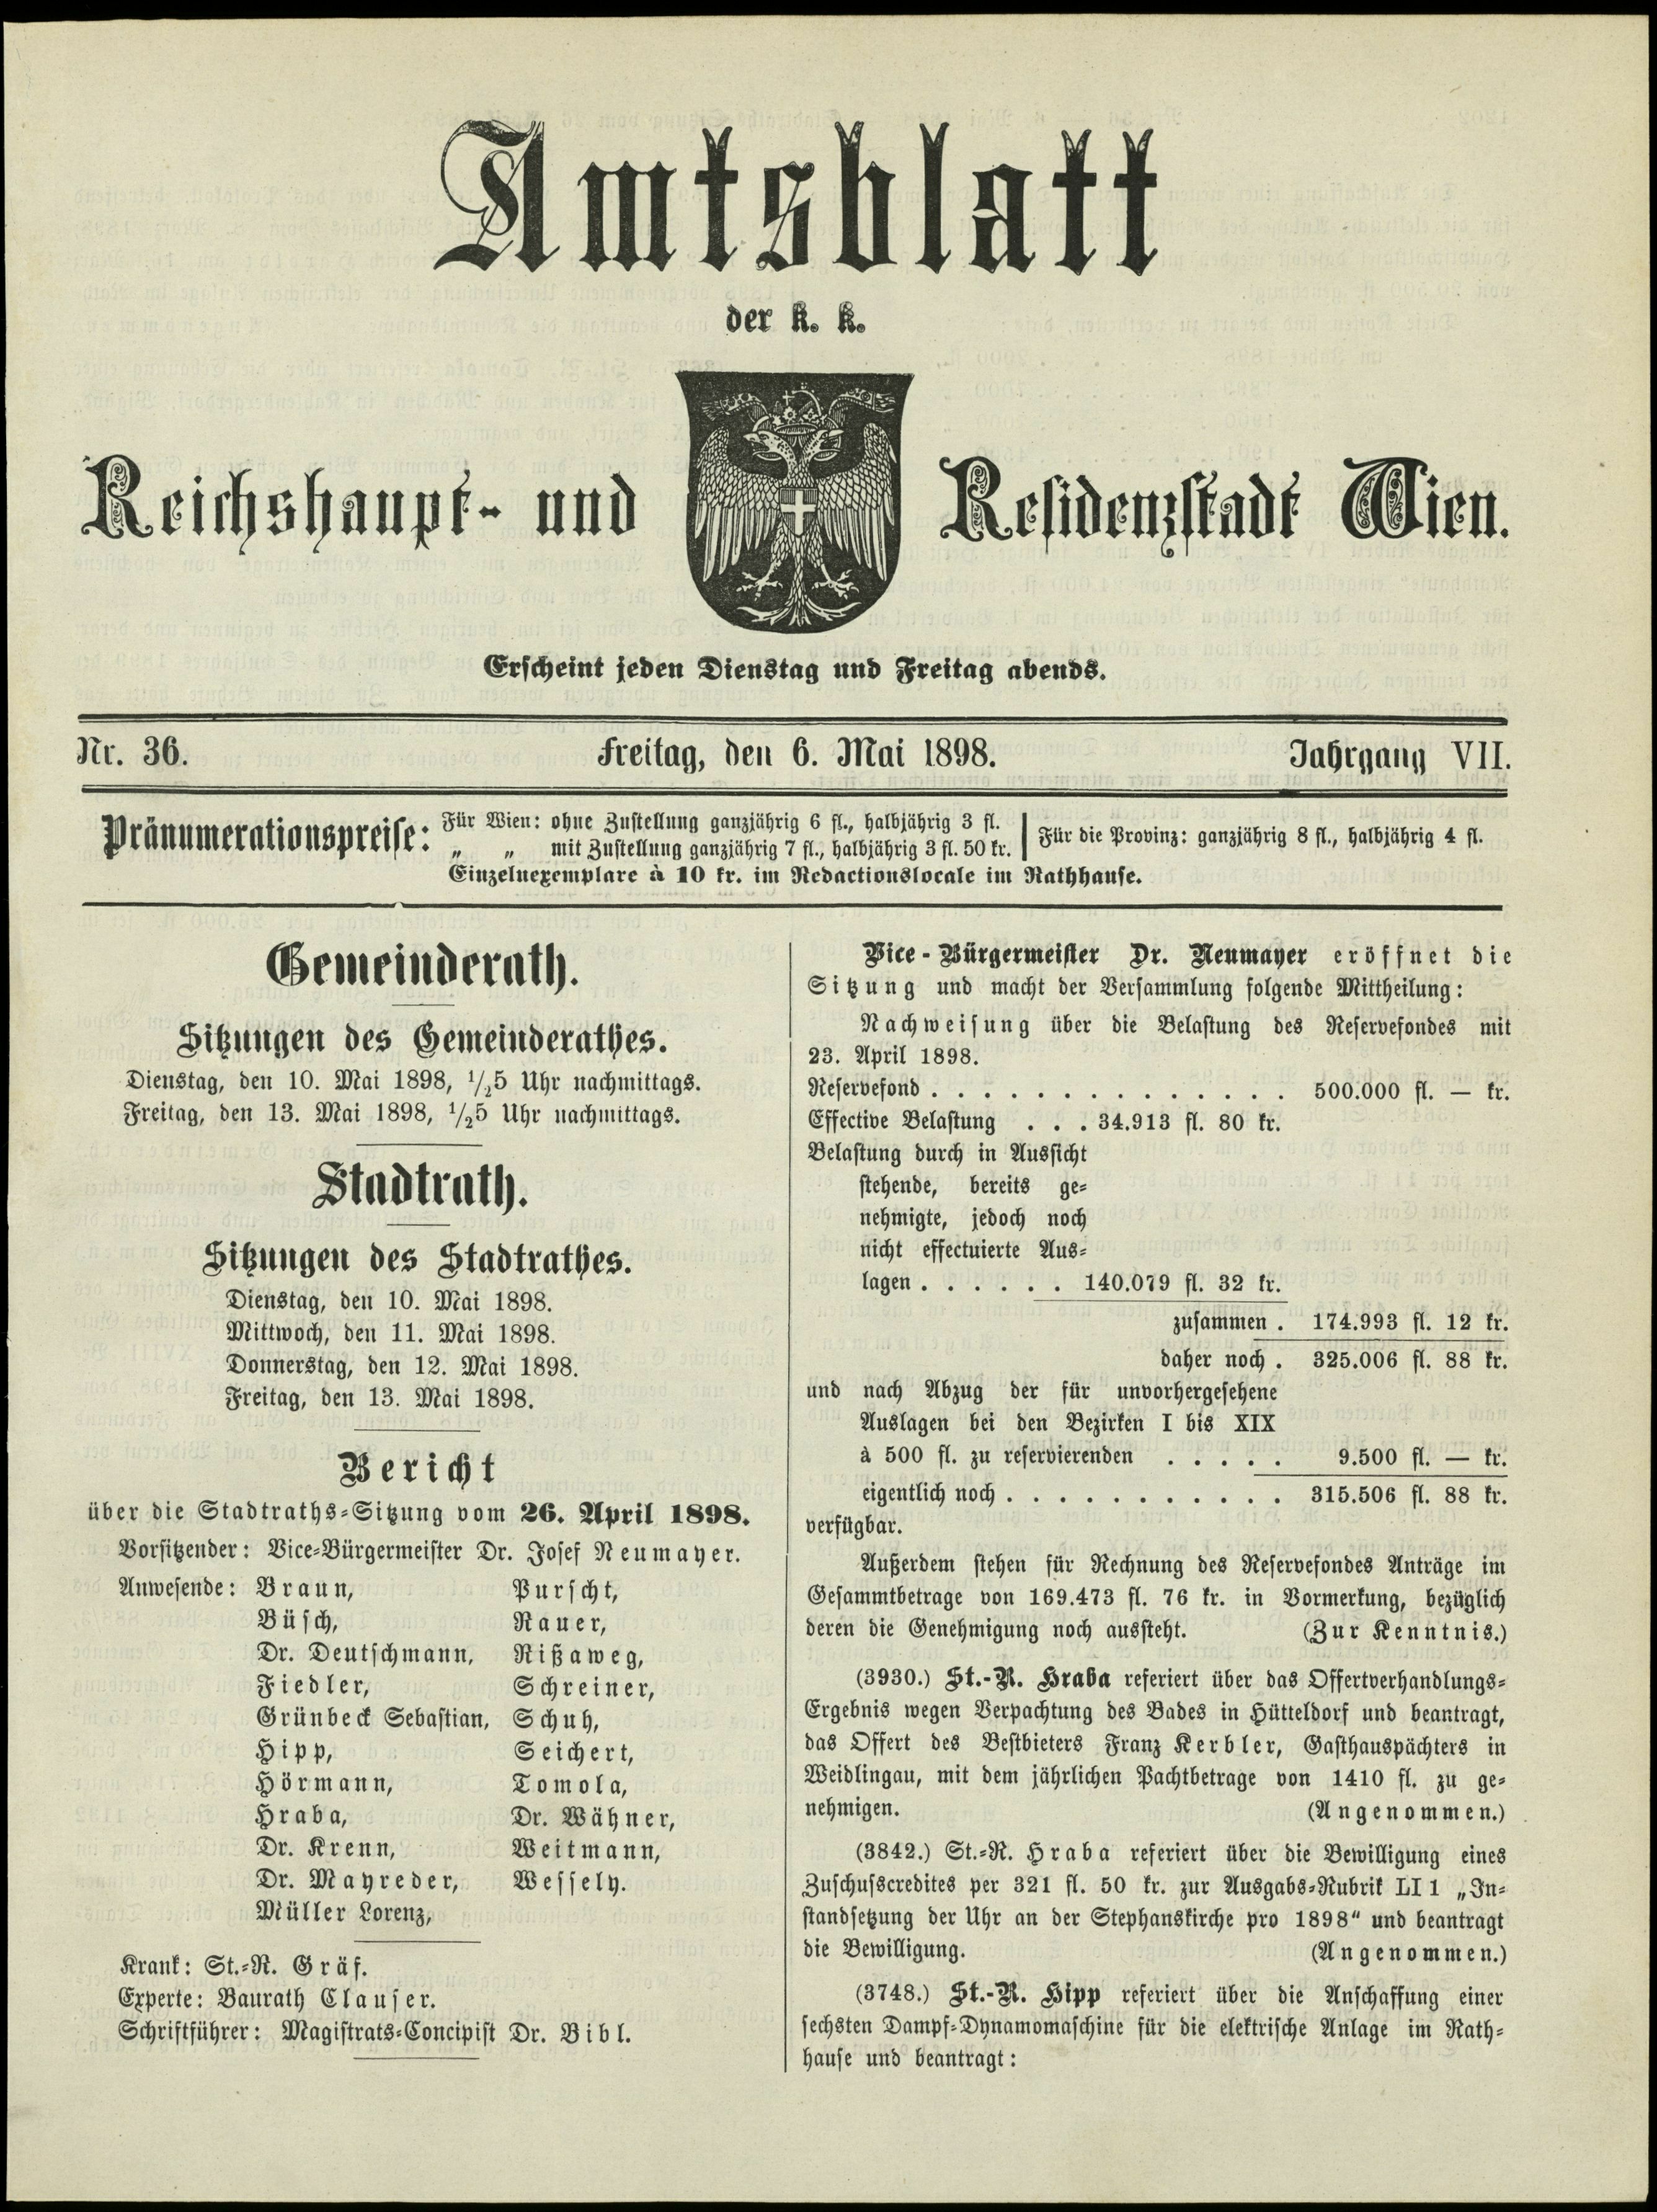 Amtsblatt
der k. k.
Reichshaupt- und Residenzstadt Wien.
Erscheint jeden Dienstag und Freitag abends.
Nr. 36. Freitag, den 6. Mai 1898. Jahrgang VII.
Pränumerationspreise: Für Wien: ohne Zustellung ganzjährig 6 fl., halbjährig 3 fl.
„ „ mit Zustellung ganzjährig 7 fl., halbjährig 3 fl. 50 kr.
Für die Provinz: ganzjährig 8 fl., halbjährig 4 fl.
Einzelnexemplare à 10 kr. im Redactionslocale im Rathhause.
Gemeinderath.
Sitzungen des Gemeinderathes.
Dienstag, den 10. Mai 1898, 1/2 5 Uhr nachmittags.
Freitag, den 13. Mai 1898, 1/2 5 Uhr nachmittags.
Stadtrath.
Sitzungen des Stadtrathes.
Dienstag, den 10. Mai 1898.
Mittwoch, den 11. Mai 1898.
Donnerstag, den 12. Mai 1898.
Freitag, den 13. Mai 1898.
Bericht
über die Stadtraths-Sitzung vom 26. April 1898.
Vorsitzender: Vice-Bürgermeister Dr. Josef Neumayer.
Anwesende: Braun, Purscht,
Büsch, Rauer,
Dr. Deutschmann, Rißaweg,
Fiedler, Schreiner,
Grünbeck Sebastian, Schuh,
Hipp, Seichert,
Hörmann, Tomola,
Hraba, Dr. Wähner,
Dr. Krenn, Weitmann,
Dr. Mayreder, Wessely.
Müller Lorenz,
Krank: St.-R. Gräf.
Experte: Baurath Clauser.
Schriftführer: Magistrats-Concipist Dr. Bibl.
Vice-Bürgermeister Dr. Neumayer eröffnet die
Sitzung und macht der Versammlung folgende Mittheilung:
Nachweisung über die Belastung des Reservefondes mit
23. April 1898.
Reservefond . . . . . . . . . . . . . . 500.000 fl. — kr.
Effective Belastung . . . 34.913 fl. 80 kr.
Belastung durch in Aussicht
stehende, bereits ge-
nehmigte, jedoch noch
nicht effectuierte Aus-
lagen . . . . . . 140.079 fl. 32 kr.
zusammen . 174.993 fl. 12 kr.
daher noch . 325.006 fl. 88 kr.
und nach Abzug der für unvorhergesehene
Auslagen bei den Bezirken I bis XIX
à 500 fl. zu reservierenden . . . . . 9.500 fl. — kr.
eigentlich noch . . . . . . . . . . . 315.506 fl. 88 kr.
verfügbar.
Außerdem stehen für Rechnung des Reservefondes Anträge im
Gesammtbetrage von 169.473 fl. 76 kr. in Vormerkung, bezüglich
deren die Genehmigung noch aussteht. (Zur Kenntnis.)
(3930.) St.-R. Hraba referiert über das Offertverhandlungs-
Ergebnis wegen Verpachtung des Bades in Hütteldorf und beantragt,
das Offert des Bestbieters Franz Kerbler, Gasthauspächters in
Weidlingau, mit dem jährlichen Pachtbetrage von 1410 fl. zu ge-
nehmigen. (Angenommen.)
(3842.) St.-R. Hraba referiert über die Bewilligung eines
Zuschusscredites per 321 fl. 50 kr. zur Ausgabs-Rubrik LI 1 „In-
standsetzung der Uhr an der Stephanskirche pro 1898" und beantragt
die Bewilligung. (Angenommen.)
(3748.) St.-R. Hipp referiert über die Anschaffung einer
sechsten Dampf-Dynamomaschine für die elektrische Anlage im Rath-
hause und beantragt: